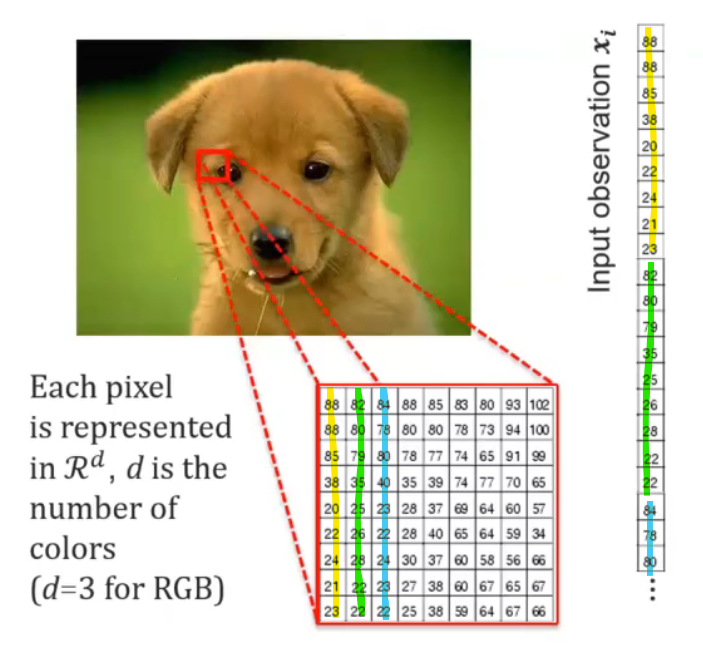 Input observation xᵢ
88
88
85
38
20
22
24
21
23
82
80
79
35
25
26
28
22
22
84
78
80
⋮
Each pixel
is represented
in ℛᵈ, d is the
number of
colors
(d=3 for RGB)
88 82 84 88 85 83 80 93 102
88 80 78 80 80 78 73 94 100
85 79 80 78 77 74 65 91 99
38 35 40 35 39 74 77 70 65
20 25 23 28 37 69 64 60 57
22 26 22 28 40 65 64 59 34
24 28 24 30 37 60 58 56 66
21 22 23 27 38 60 67 65 67
23 22 22 25 38 59 64 67 66